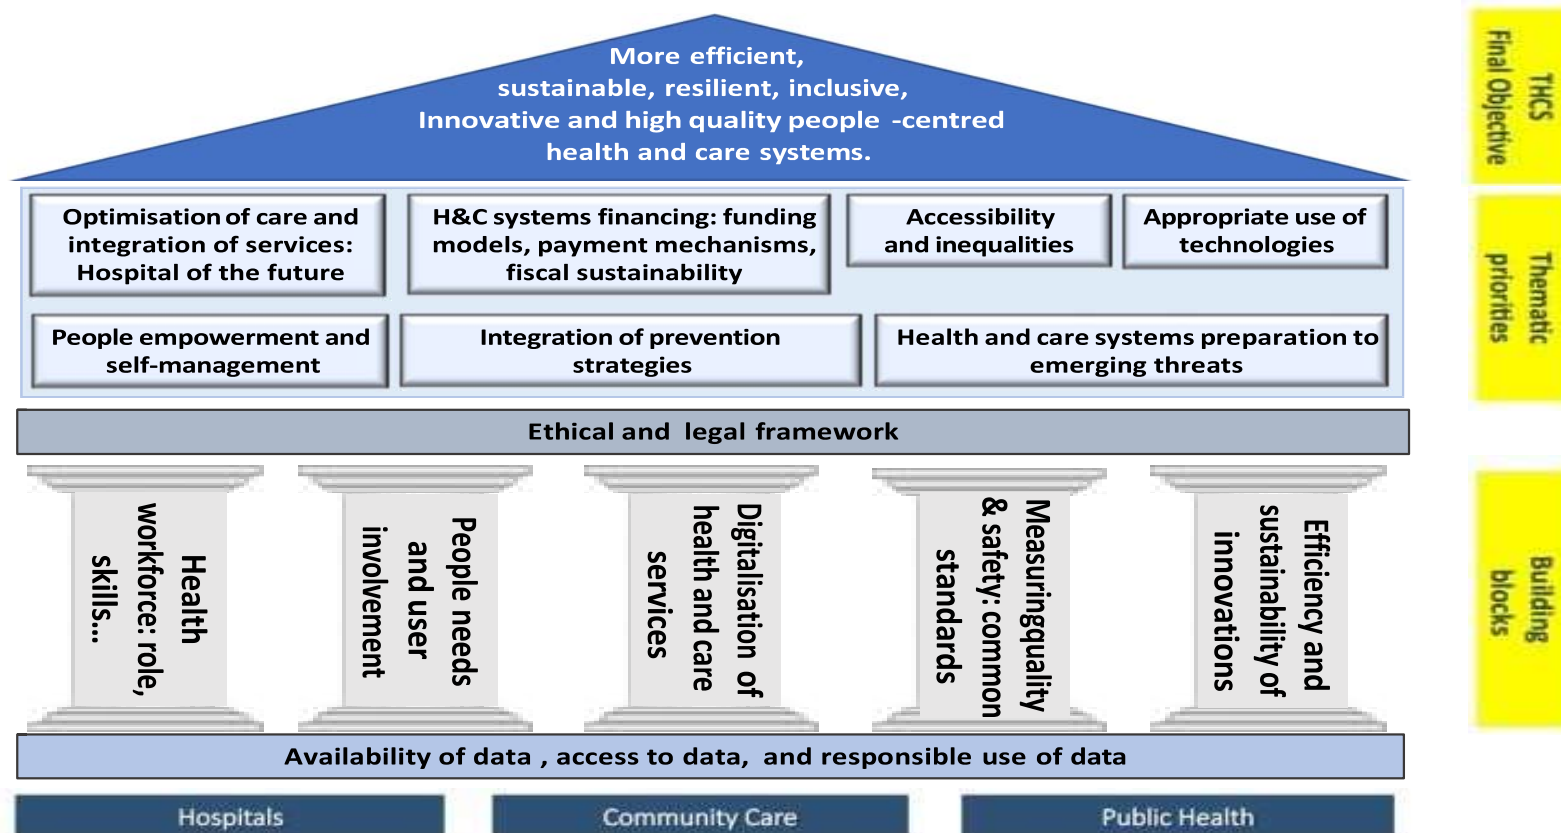 More efficient,
sustainable, resilient, inclusive,
Innovative and high quality people -centred
health and care systems.
THCS
Final Objective
Optimisation of care and
integration of services:
Hospital of the future
H&C systems financing: funding
models, payment mechanisms,
fiscal sustainability
Accessibility
and inequalities
Appropriate use of
technologies
People empowerment and
self-management
Integration of prevention
strategies
Health and care systems preparation to
emerging threats
Thematic
priorities
Ethical and legal framework
Health
workforce: role,
skills...
People needs
and user
involvement
Digitalisation of
health and care
services
Measuringquality
& safety: common
standards
Efficiency and
sustainability of
innovations
Building
blocks
Availability of data , access to data, and responsible use of data
Hospitals
Community Care
Public Health